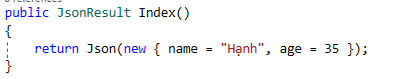 public JsonResult Index()
{
    return Json(new { name = "Hạnh", age = 35 });
}